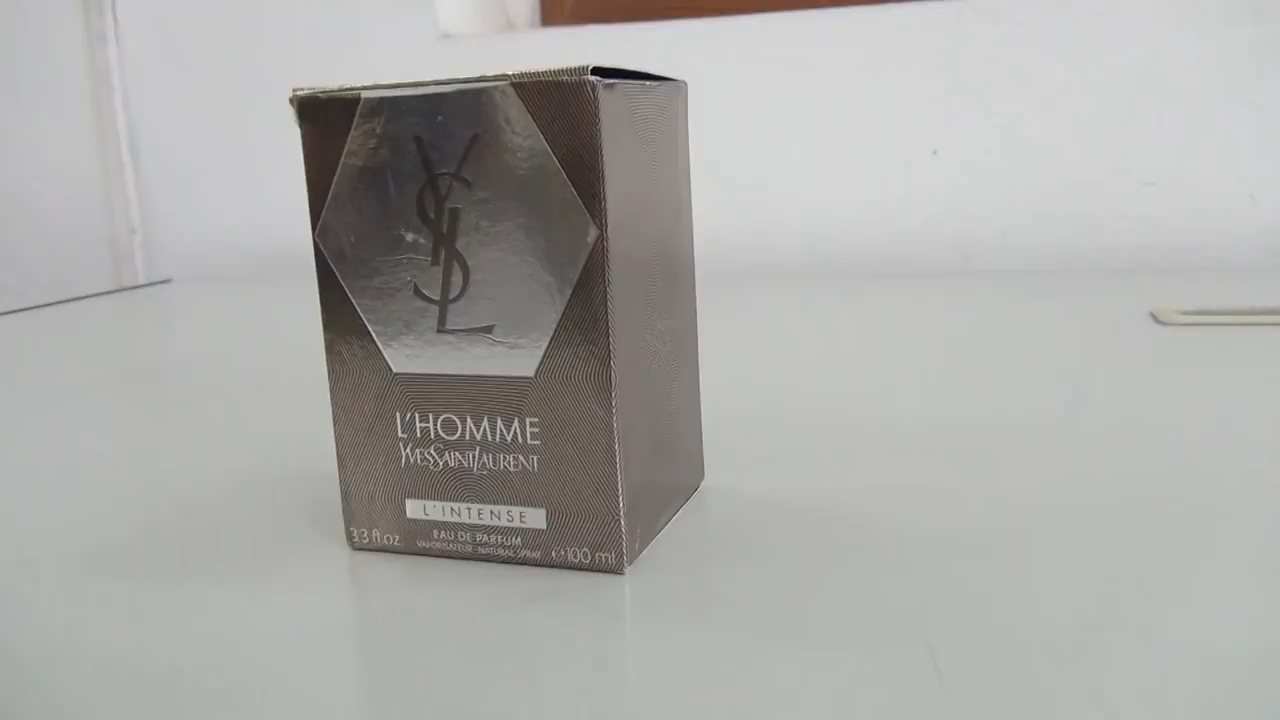 YSL
L'HOMME
YVESSAINTLAURENT
L'INTENSE
EAU DE PARFUM
VAPORISATEUR NATURAL SPRAY
3.3 fl.oz. ℮100 ml